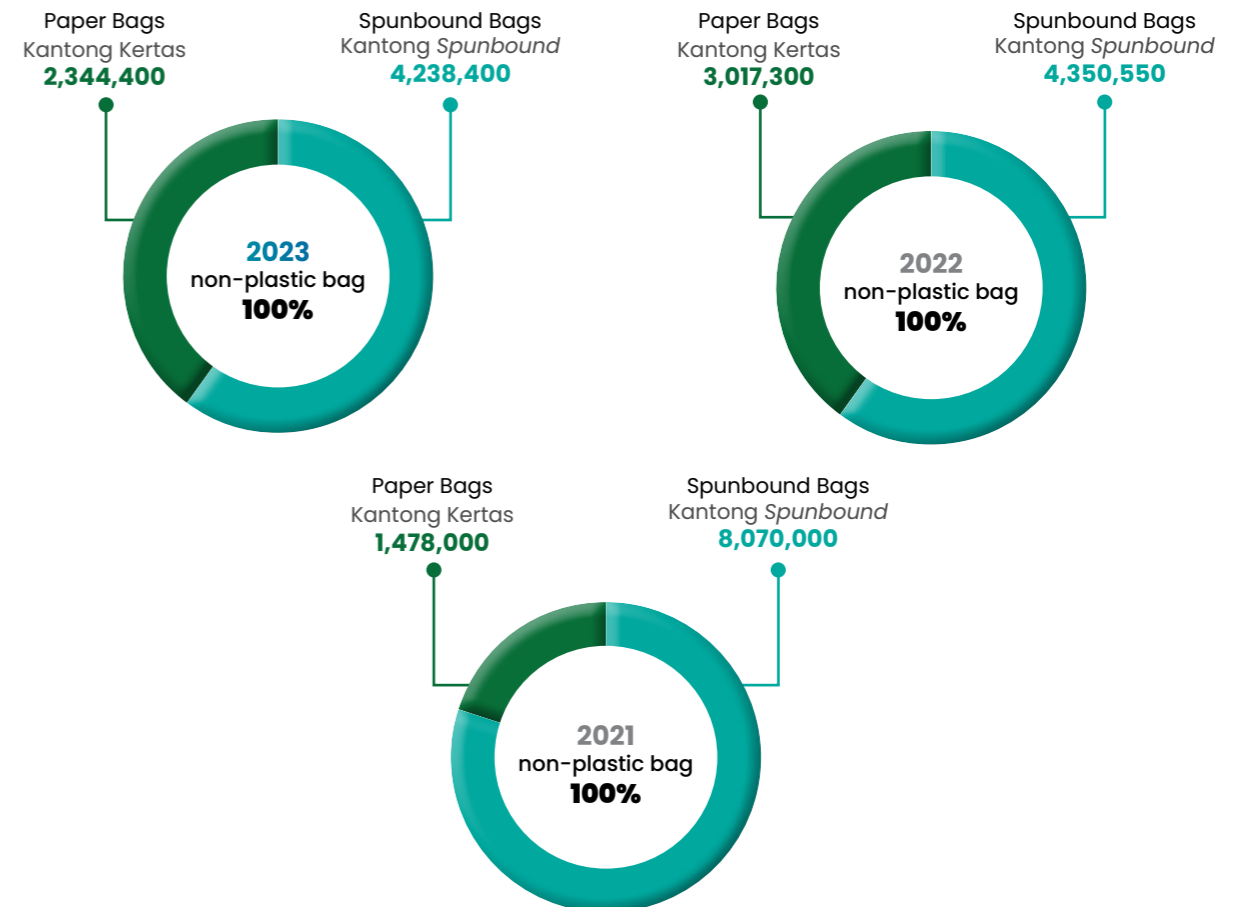 Paper Bags
Kantong Kertas
2,344,400
Spunbound Bags
Kantong Spunbound
4,238,400
2023
non-plastic bag
100%
Paper Bags
Kantong Kertas
3,017,300
Spunbound Bags
Kantong Spunbound
4,350,550
2022
non-plastic bag
100%
Paper Bags
Kantong Kertas
1,478,000
Spunbound Bags
Kantong Spunbound
8,070,000
2021
non-plastic bag
100%